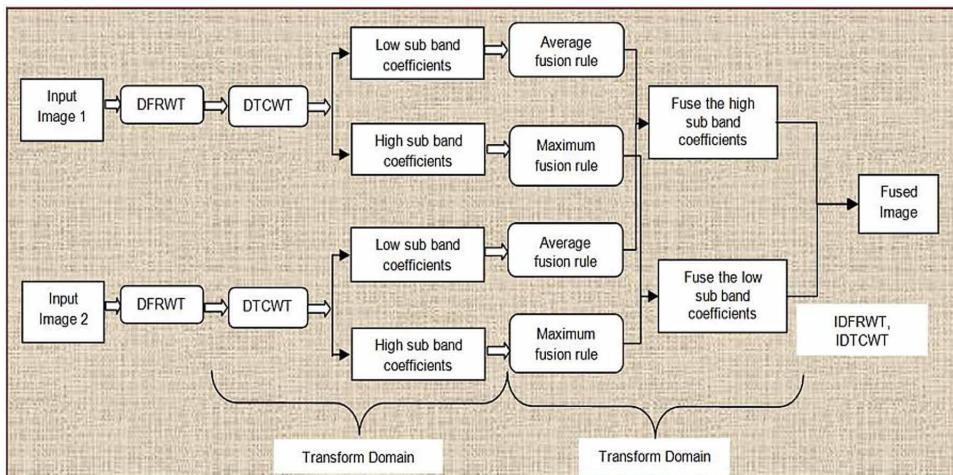 Input
Image 1
DFRWT
DTCWT
Low sub band
coefficients
Average
fusion rule
High sub band
coefficients
Maximum
fusion rule
Fuse the high
sub band
coefficients
Fused
Image
Input
Image 2
DFRWT
DTCWT
Low sub band
coefficients
Average
fusion rule
High sub band
coefficients
Maximum
fusion rule
Fuse the low
sub band
coefficients
IDFRWT,
IDTCWT
Transform Domain
Transform Domain